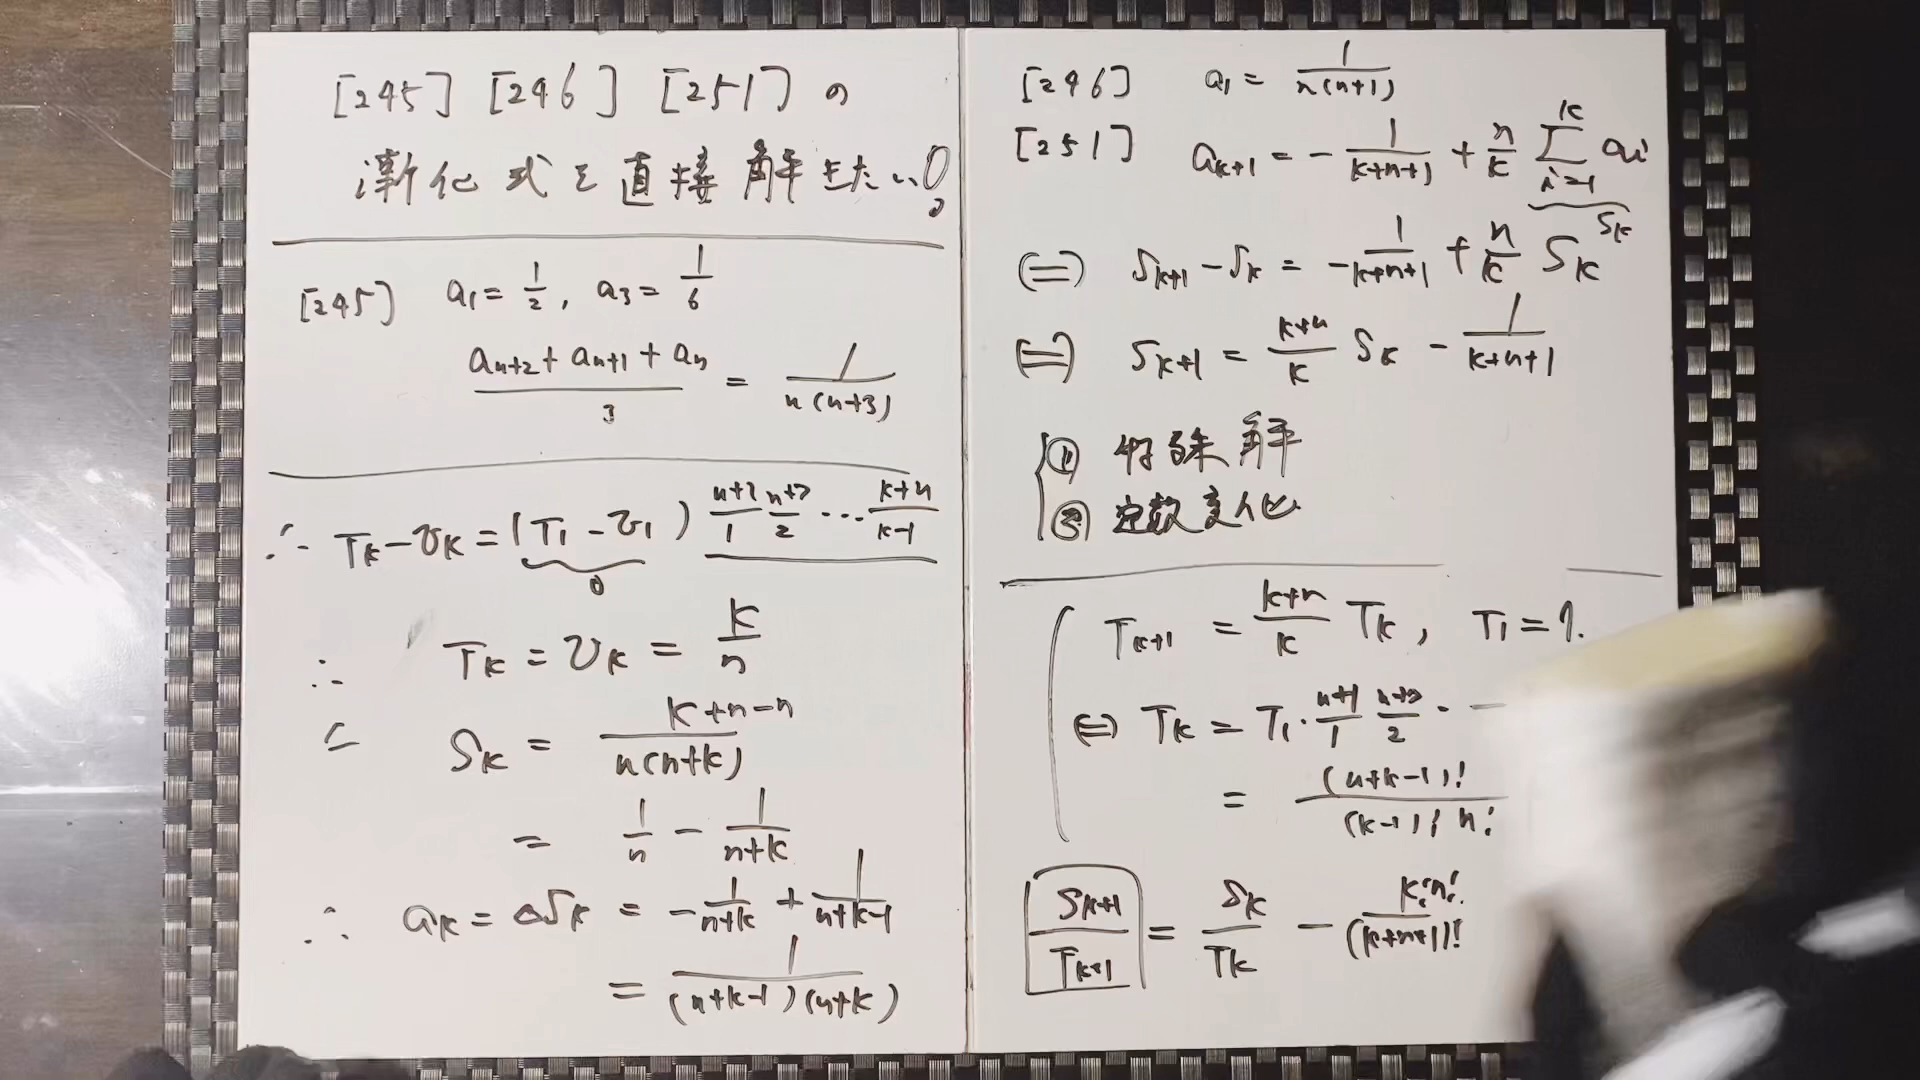 [245] [246] [251] の
漸化式を直接解きたい!
[245] a₁ = 1/2, a₃ = 1/6
(aₙ₊₂ + aₙ₊₁ + aₙ)/3 = 1/(n(n+3))
∴ Tₖ - vₖ = (T₁ - v₁) (n+1)/1 (n+2)/2 ⋯ (k+n)/(k-1)
0
∴ Tₖ = vₖ = k/n
Sₖ = (k+n-n)/(n(n+k))
= 1/n - 1/(n+k)
∴ aₖ = ΔSₖ = -1/(n+k) + 1/(n+k-1)
= 1/((n+k-1)(n+k))
[246] a₁ = 1/(n(n+1))
[251] aₖ₊₁ = -1/(k+n+1) + n/k Σ_{i=1}^{k} aᵢ
Sₖ
⇔ Sₖ₊₁ - Sₖ = -1/(k+n+1) + n/k Sₖ
⇔ Sₖ₊₁ = (k+n)/k Sₖ - 1/(k+n+1)
① 特殊解
② 定数変化
Tₖ₊₁ = (k+n)/k Tₖ, T₁ = 1.
⇔ Tₖ = T₁ · (n+1)/1 (n+2)/2 ·
= (n+k-1)!/((k-1)! n!
Sₖ₊₁/Tₖ₊₁ = Sₖ/Tₖ - k!n!/(k+n+1)!